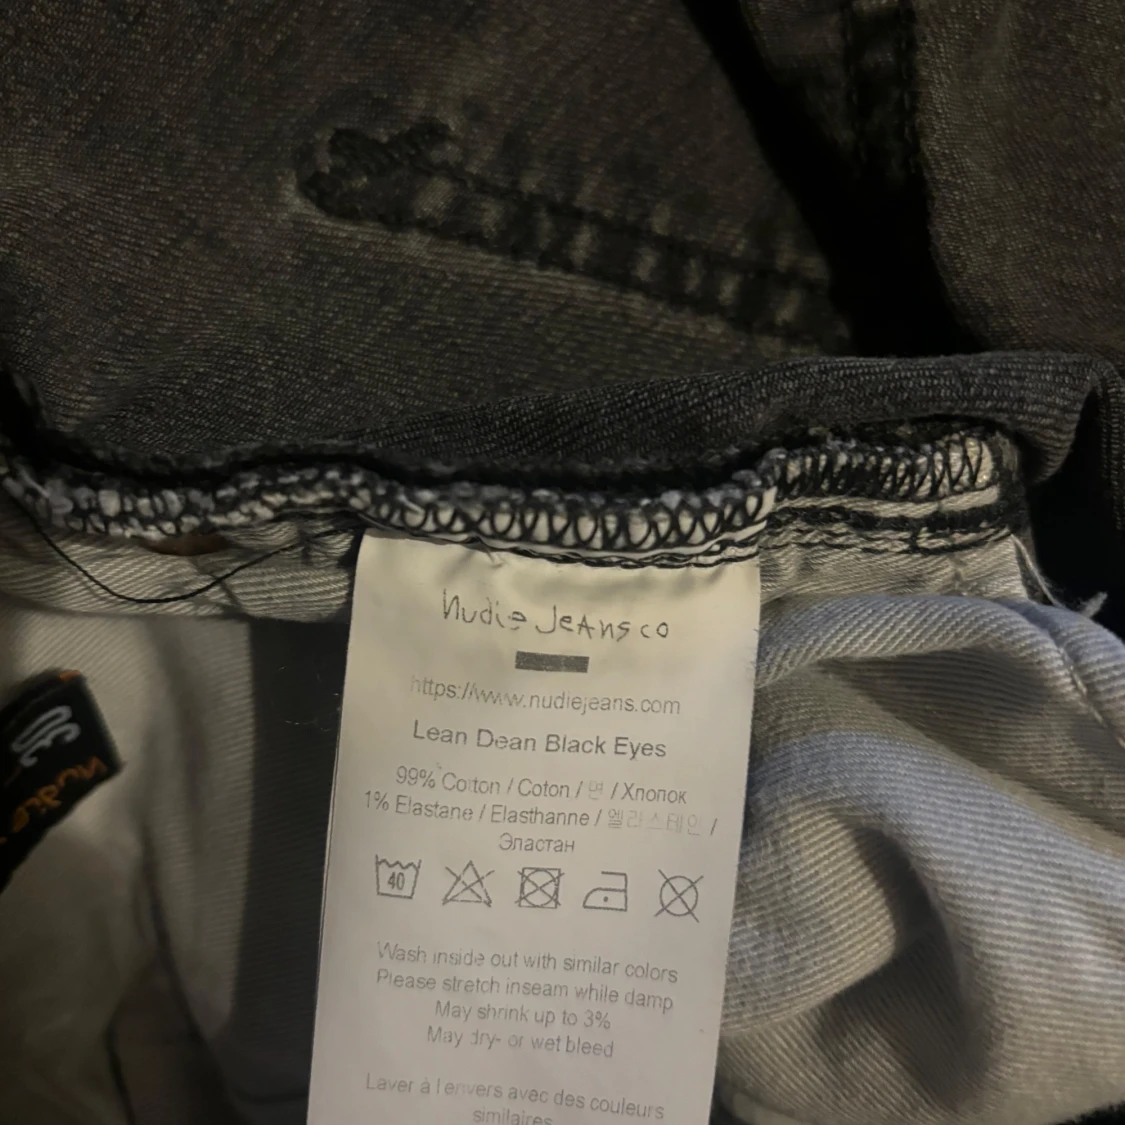 Nudie Jeans co
https://www.nudiejeans.com
Lean Dean Black Eyes
99% Cotton / Coton / 면 / Хлопок
1% Elastane / Elasthanne / 엘라스테인 /
Эластан
40
Wash inside out with similar colors
Please stretch inseam while damp
May shrink up to 3%
May dry- or wet bleed
Laver à l'envers avec des couleurs
similaires
nudie